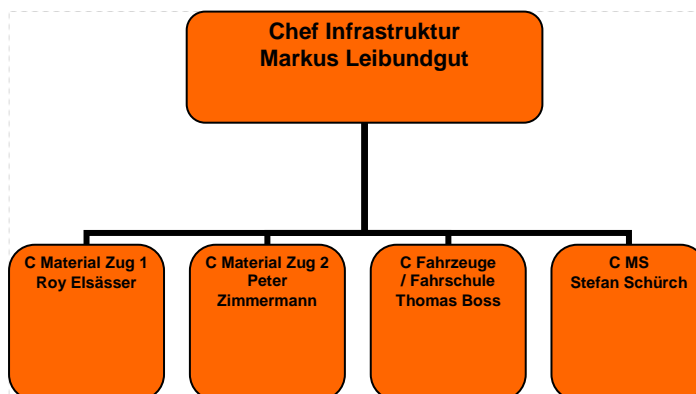 Chef Infrastruktur
Markus Leibundgut
C Material Zug 1
Roy Elsässer
C Material Zug 2
Peter
Zimmermann
C Fahrzeuge
/ Fahrschule
Thomas Boss
C MS
Stefan Schürch